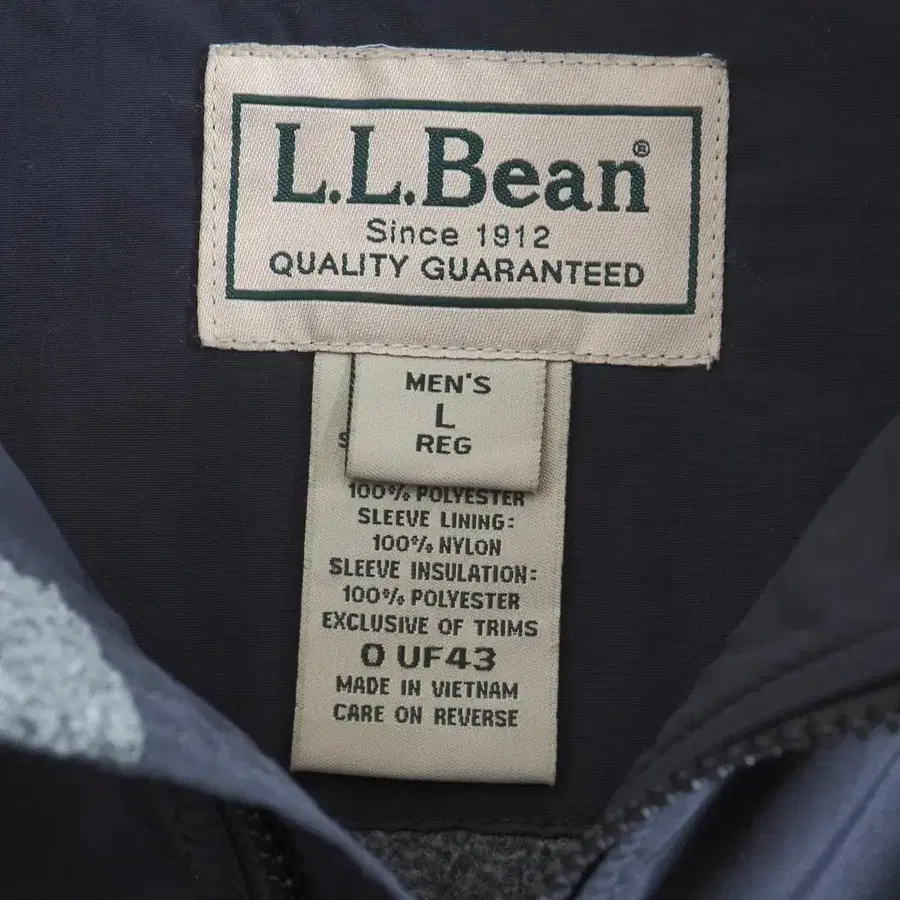 L.L.Bean®
Since 1912
QUALITY GUARANTEED
MEN'S
L
REG
100% POLYESTER
SLEEVE LINING:
100% NYLON
SLEEVE INSULATION:
100% POLYESTER
EXCLUSIVE OF TRIMS
0 UF43
MADE IN VIETNAM
CARE ON REVERSE